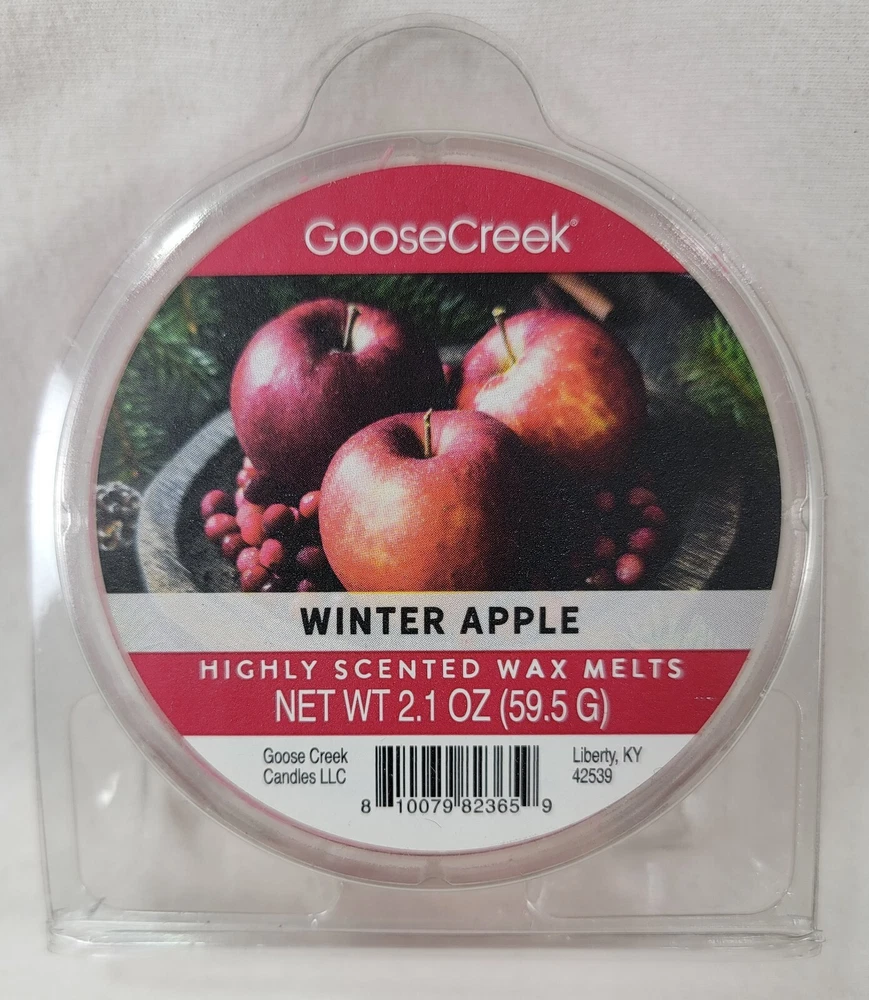 GooseCreek®
WINTER APPLE
HIGHLY SCENTED WAX MELTS
NET WT 2.1 OZ (59.5 G)
Goose Creek
Candles LLC
Liberty, KY
42539
8 10079 82365 9